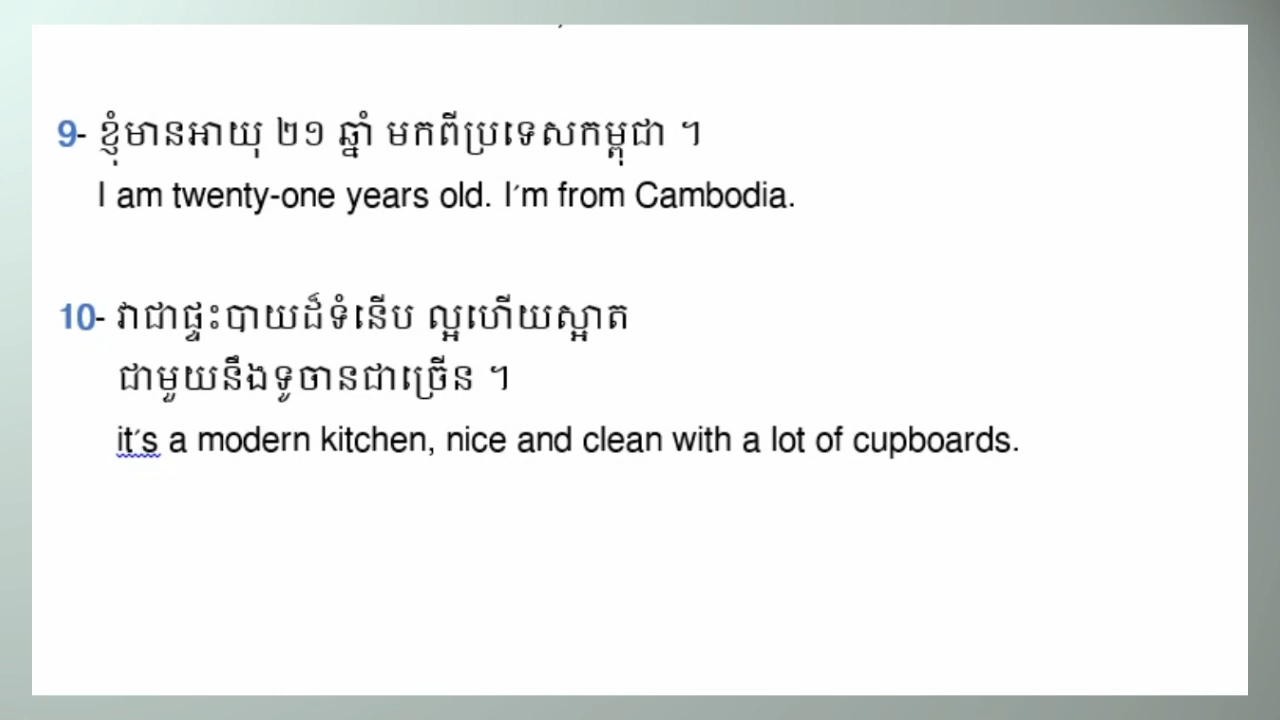 9- ខ្ញុំមានអាយុ ២១ ឆ្នាំ មកពីប្រទេសកម្ពុជា ។
I am twenty-one years old. I´m from Cambodia.
10- វាជាផ្ទះបាយដ៏ទំនើប ល្អហើយស្អាត
ជាមួយនឹងទូចានជាច្រើន ។
it´s a modern kitchen, nice and clean with a lot of cupboards.